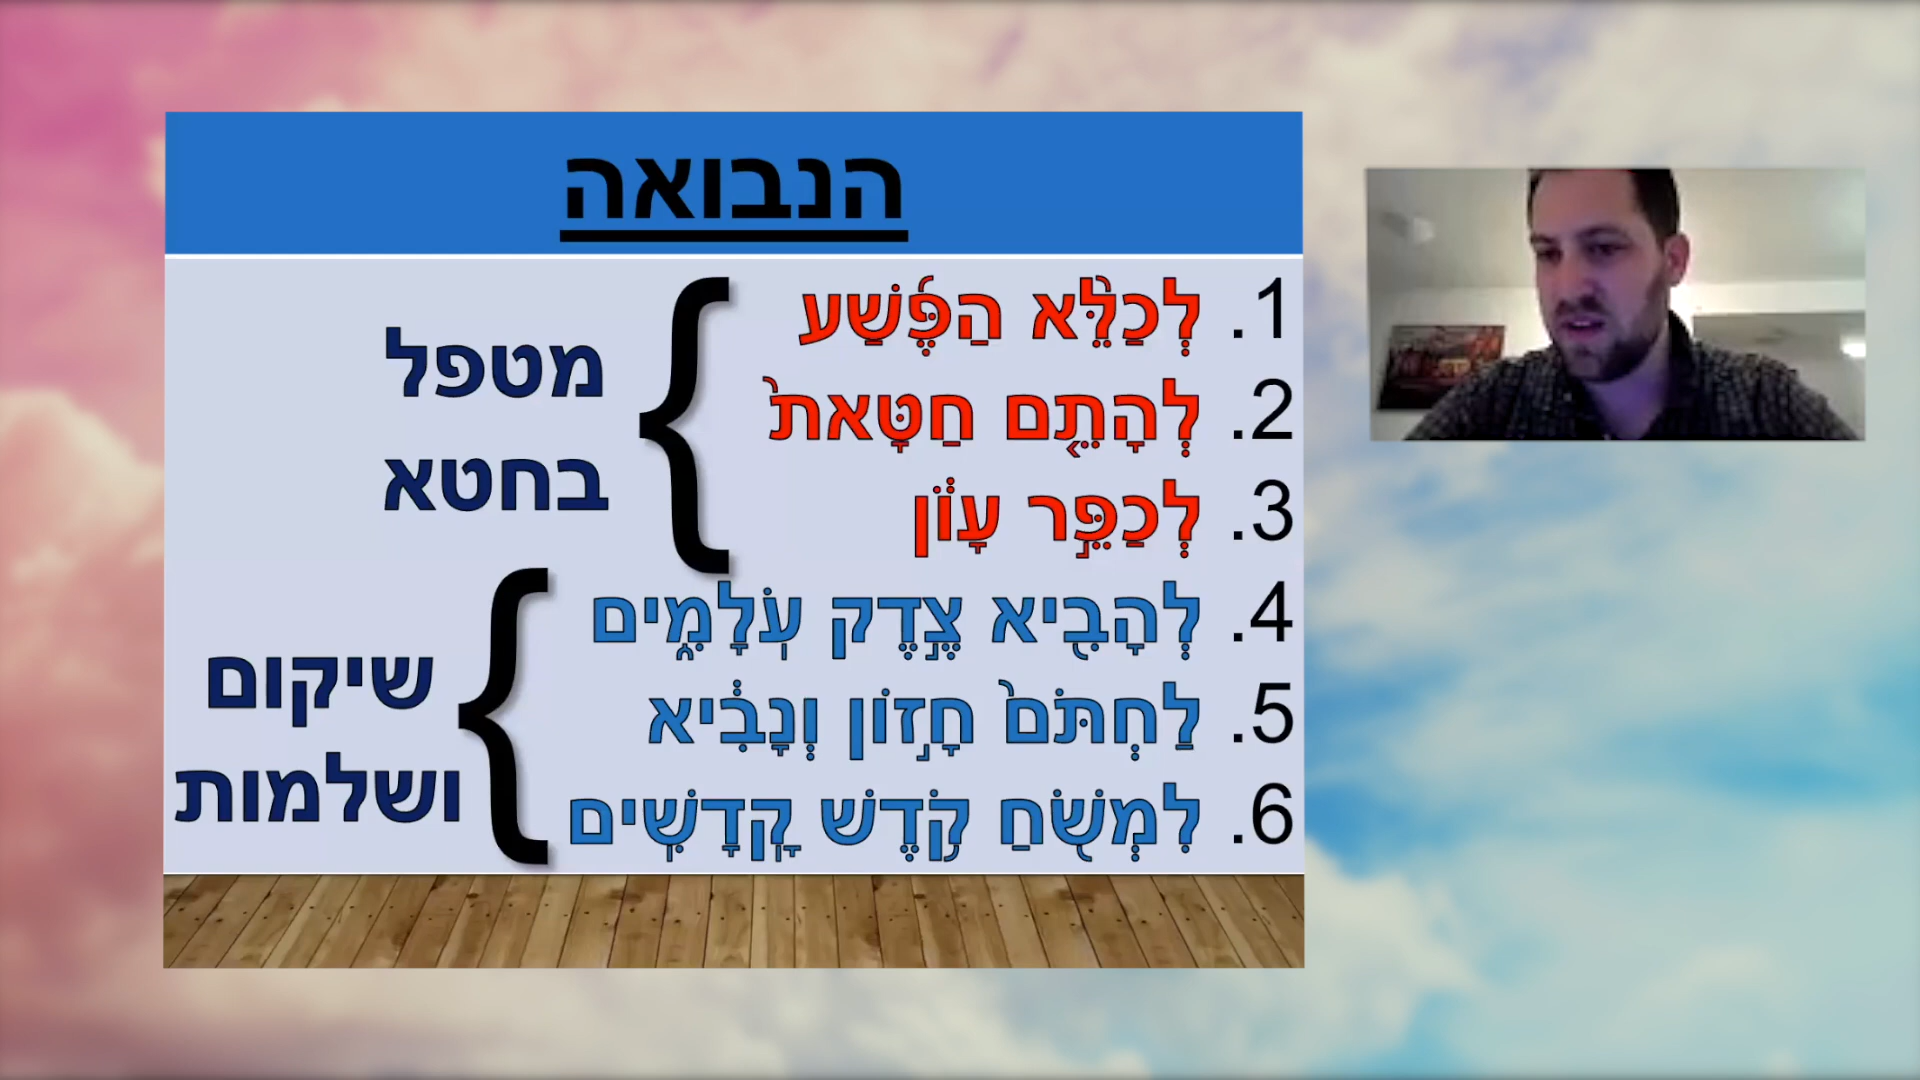 הנבואה
1. לְכַלֵּ֨א הַפֶּ֜שַׁע
2. לְהָתֵ֤ם חַטָּאת֙
3. לְכַפֵּ֣ר עָוֺ֔ן
מטפל
בחטא
4. לְהָבִ֖יא צֶ֣דֶק עֹֽלָמִ֑ים
5. לַחְתֹּם֙ חָז֣וֹן וְנָבִ֔יא
6. לִמְשֹׁ֖חַ קֹ֥דֶשׁ קָֽדָשִֽׁים
שיקום
ושלמות